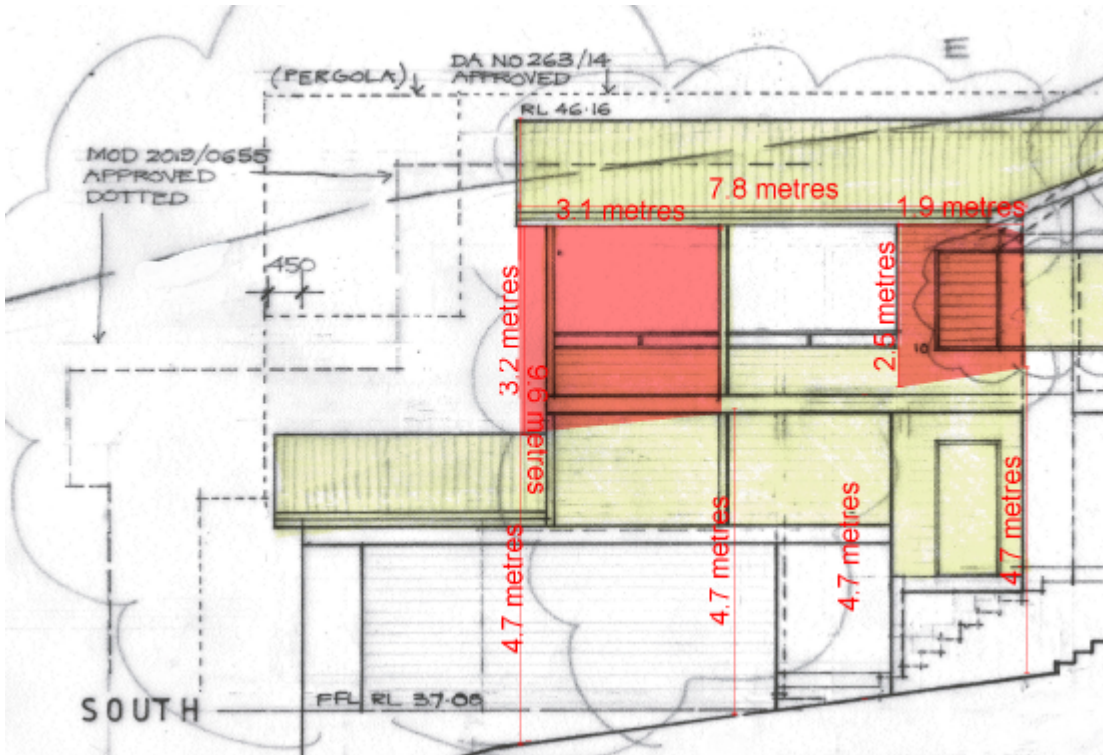 E
(PERGOLA)
DA NO 263/14
APPROVED
RL 46.16
MOD 2019/0655
APPROVED
DOTTED
7.8 metres
3.1 metres
1.9 metres
450
3.2 metres
2.5 metres
9.6 metres
4.7 metres
4.7 metres
4.7 metres
4.7 metres
SOUTH
FFL RL 37.00